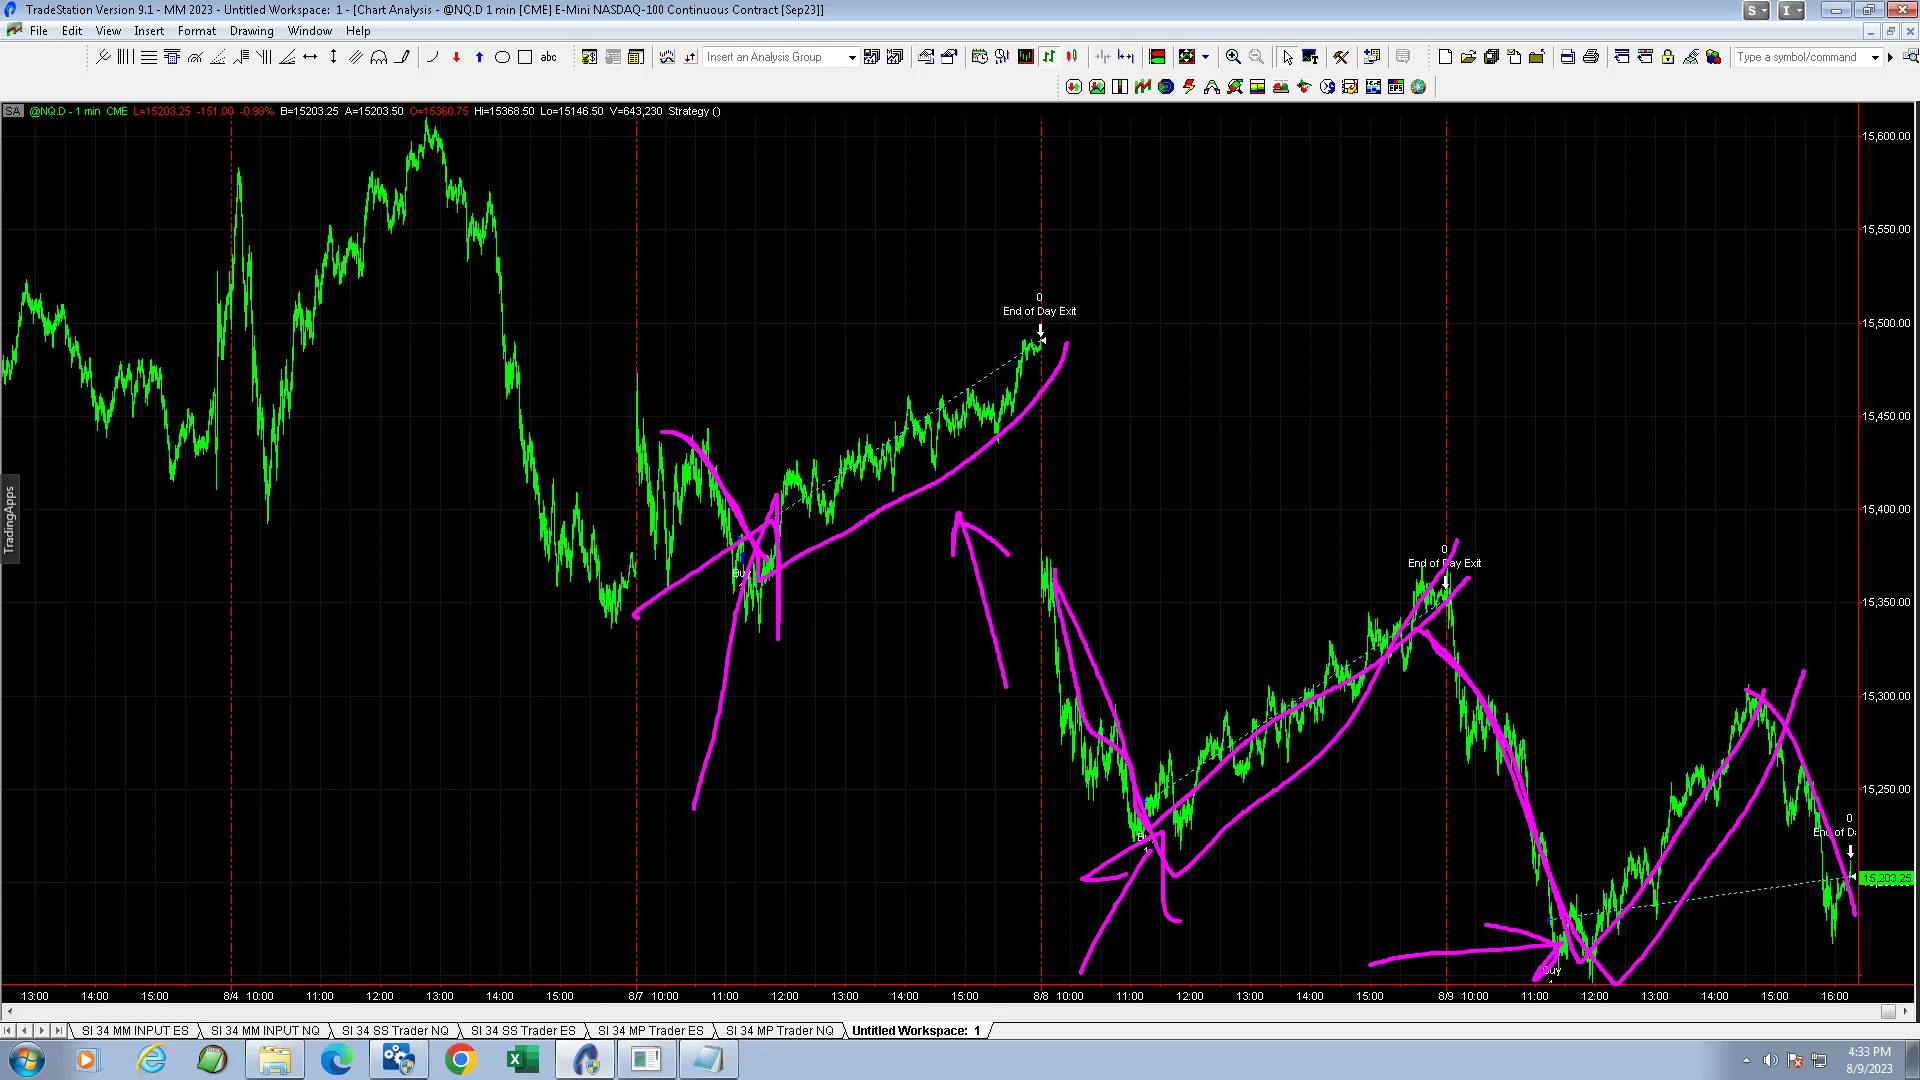 TradeStation Version 9.1 - MM 2023 - Untitled Workspace: 1 - [Chart Analysis - @NQ.D 1 min [CME] E-Mini NASDAQ-100 Continuous Contract [Sep23]]
S I
File Edit View Insert Format Drawing Window Help
abc Insert an Analysis Group Type a symbol/command
SA @NQ.D - 1 min CME L=15203.25 -151.00 -0.98% B=15203.25 A=15203.50 O=15360.75 Hi=15368.50 Lo=15146.50 V=643,230 Strategy ()
15,600.00
15,550.00
0
End of Day Exit
15,500.00
15,450.00
TradingApps
15,400.00
0
End of Day Exit
Buy
15,350.00
15,300.00
15,250.00
0
End of Da
15,203.25
Buy
13:00 14:00 15:00 8/4 10:00 11:00 12:00 13:00 14:00 15:00 8/7 10:00 11:00 12:00 13:00 14:00 15:00 8/8 10:00 11:00 12:00 13:00 14:00 15:00 8/9 10:00 11:00 12:00 13:00 14:00 15:00 16:00
SI 34 MM INPUT ES SI 34 MM INPUT NQ SI 34 SS Trader NQ SI 34 SS Trader ES SI 34 MP Trader ES SI 34 MP Trader NQ Untitled Workspace: 1
4:33 PM
8/9/2023